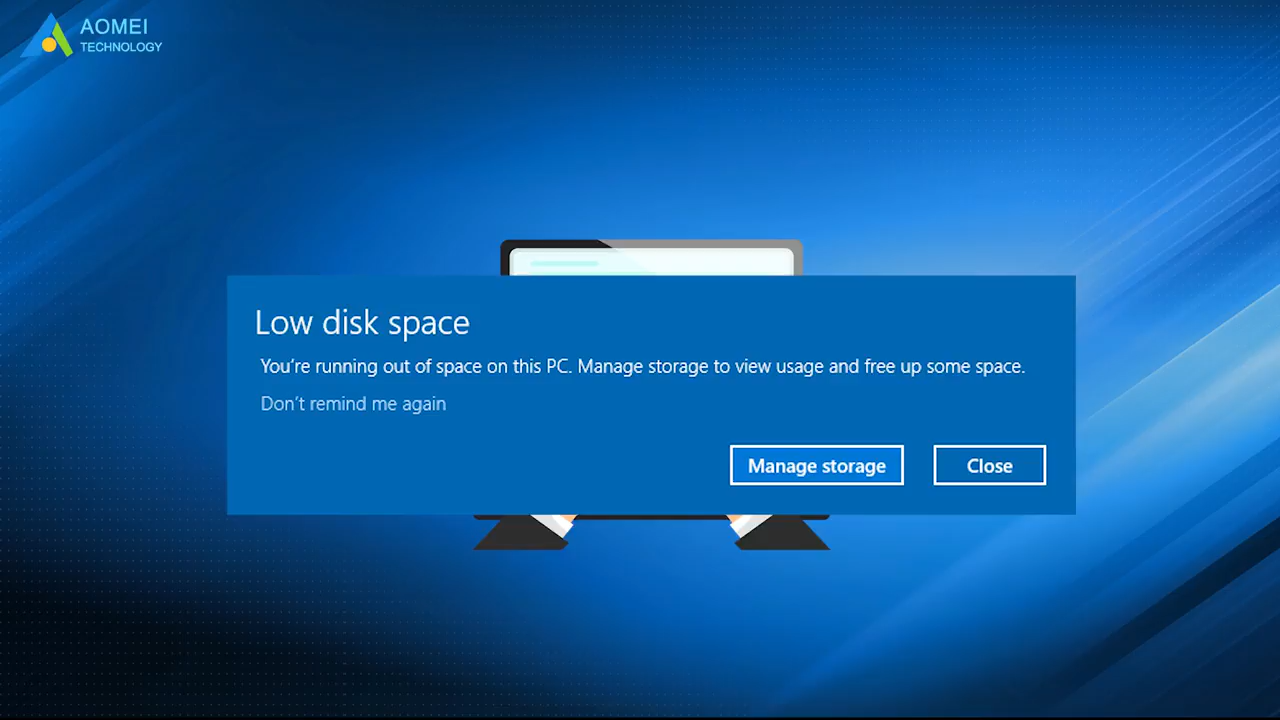 AOMEI
TECHNOLOGY
Low disk space
You're running out of space on this PC. Manage storage to view usage and free up some space.
Don't remind me again
Manage storage
Close